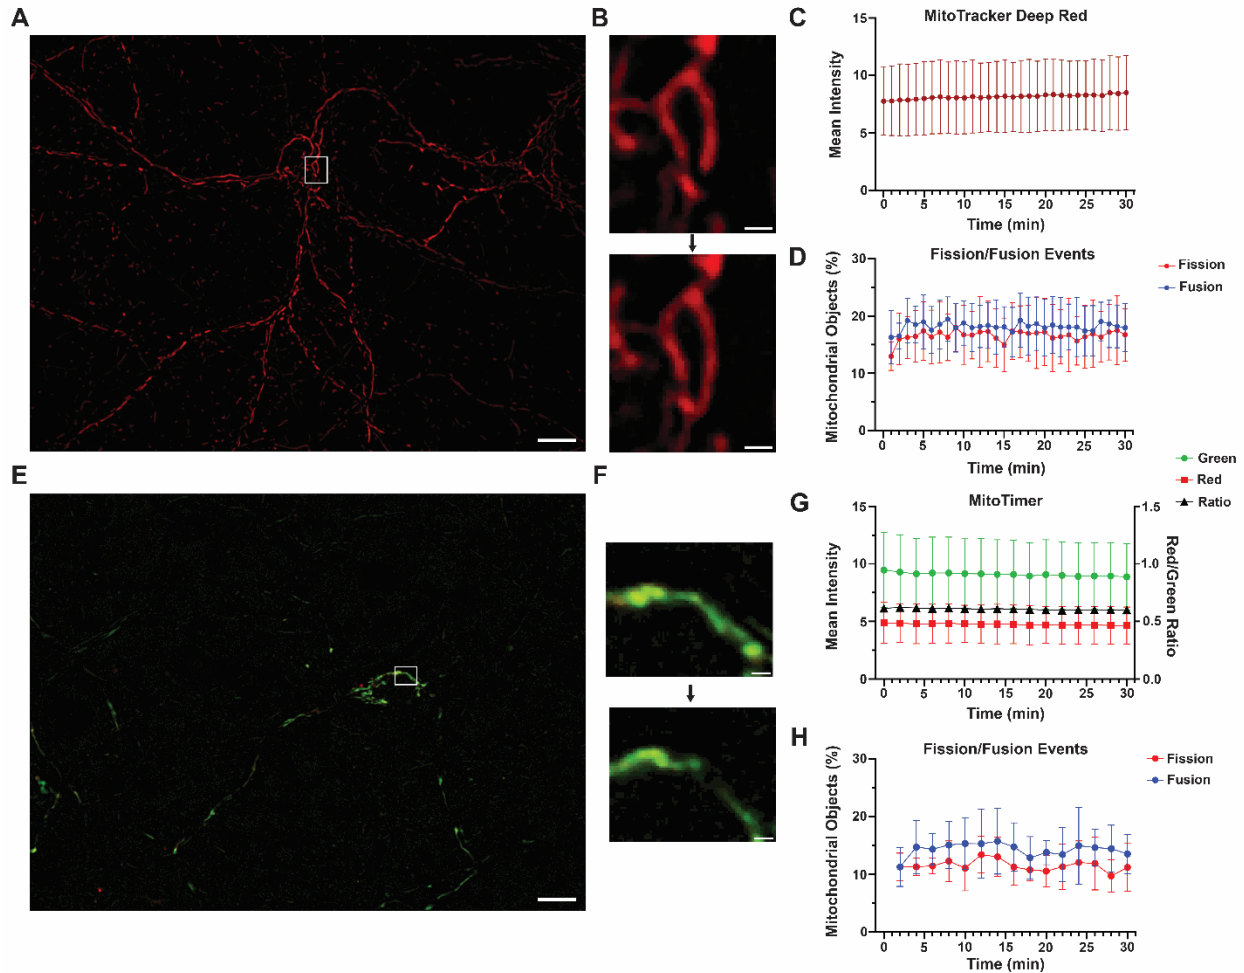 A
B
C
MitoTracker Deep Red
15
10
5
0
Mean Intensity
0 5 10 15 20 25 30
Time (min)
D
Fission/Fusion Events
Fission
Fusion
30
20
10
0
Mitochondrial Objects (%)
0 5 10 15 20 25 30
Time (min)
E
F
Green
Red
Ratio
G
MitoTimer
15
10
5
0
Mean Intensity
1.5
1.0
0.5
0.0
Red/Green Ratio
0 5 10 15 20 25 30
Time (min)
H
Fission/Fusion Events
Fission
Fusion
30
20
10
0
Mitochondrial Objects (%)
0 5 10 15 20 25 30
Time (min)